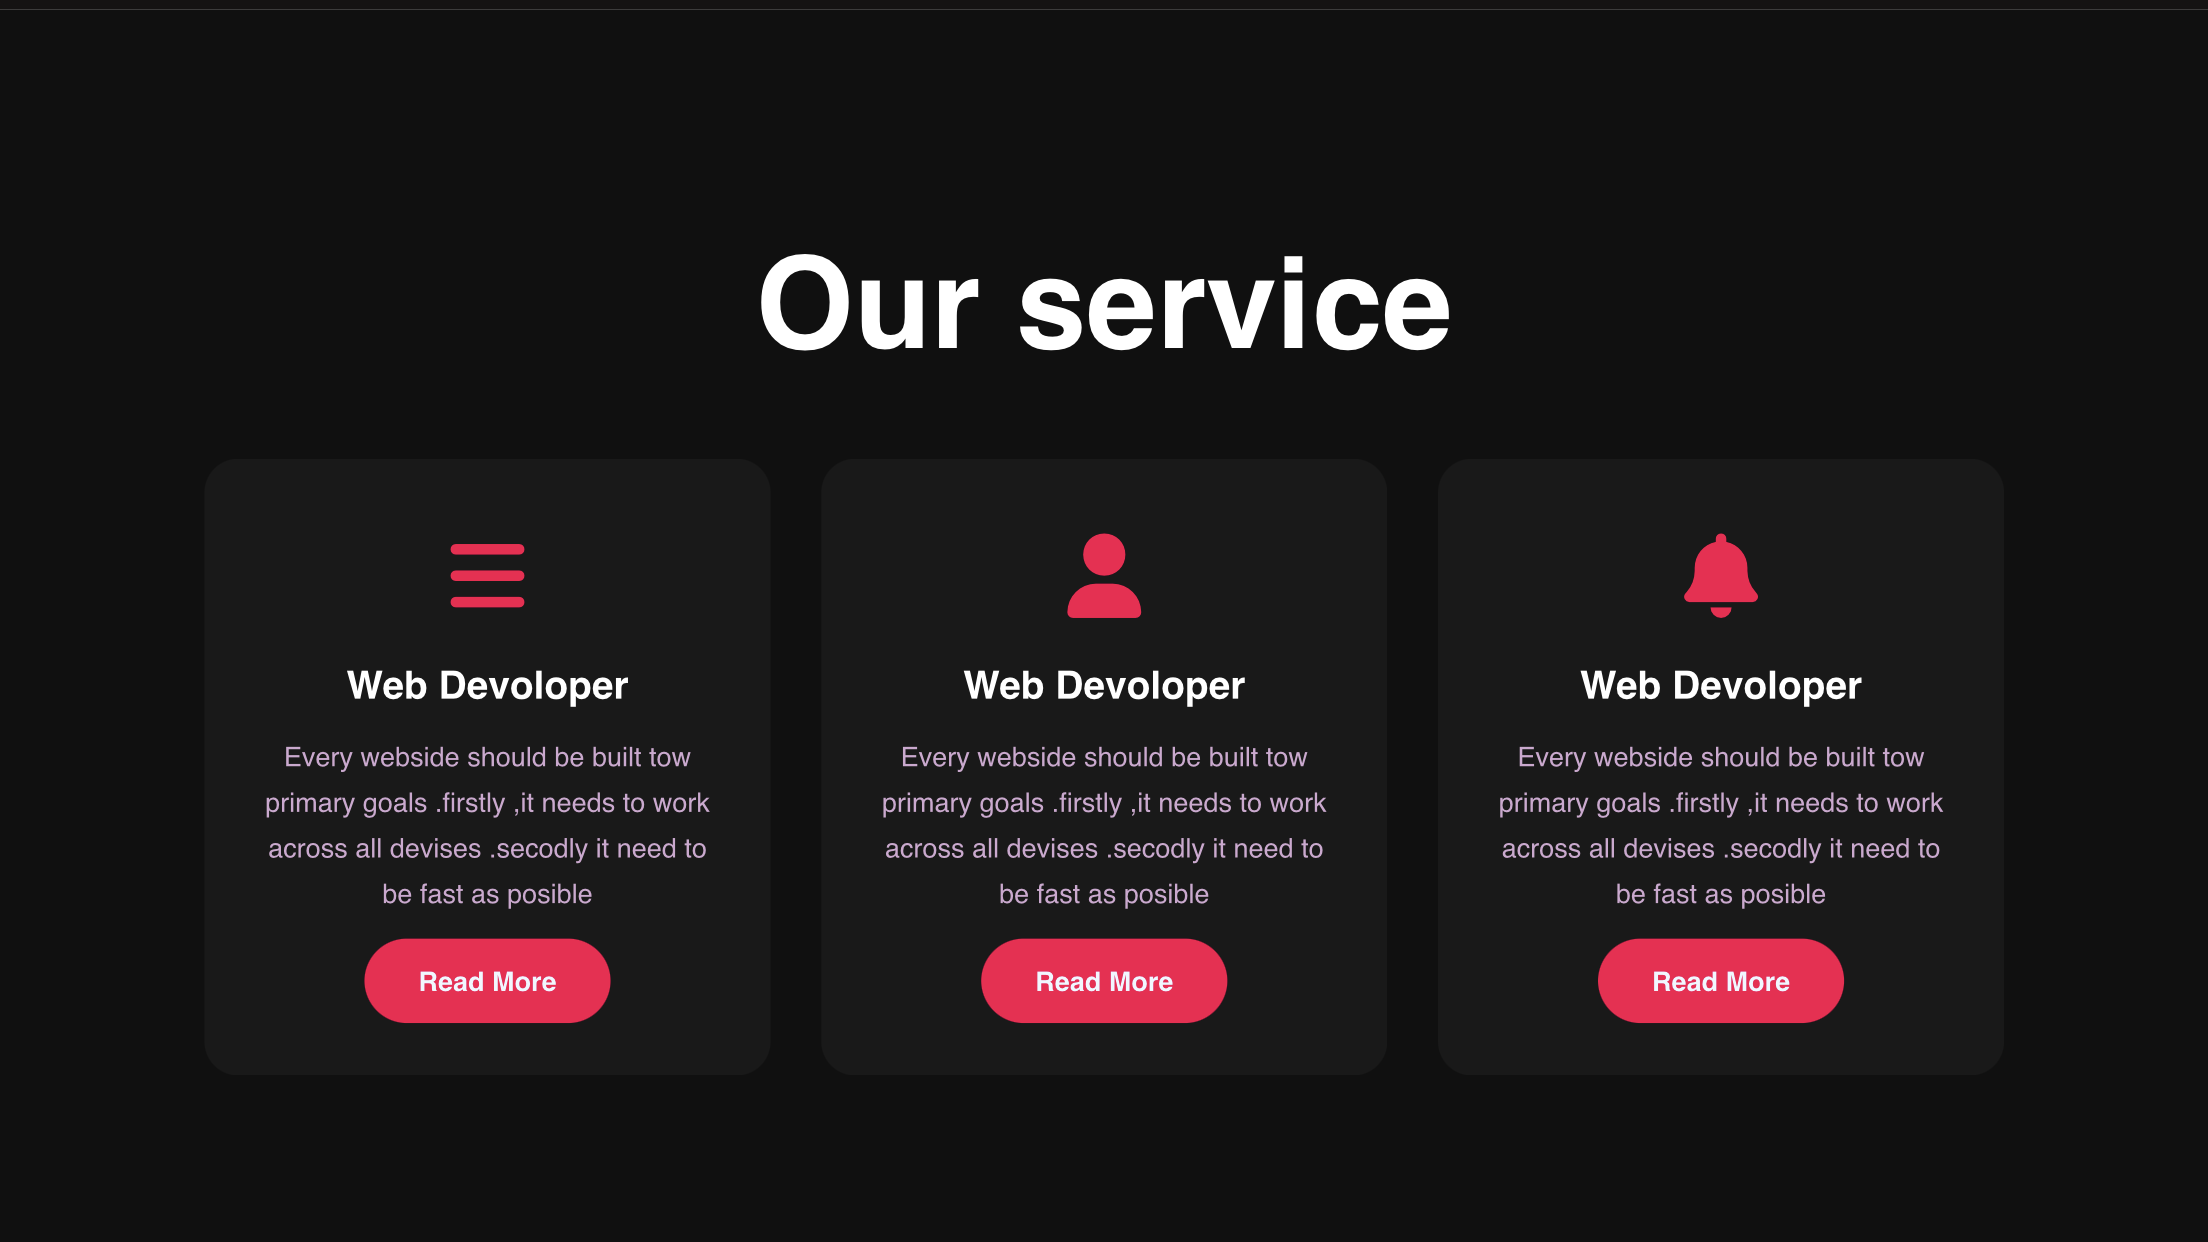 Our service
Web Devoloper
Every webside should be built tow
primary goals .firstly ,it needs to work
across all devises .secodly it need to
be fast as posible
Read More
Web Devoloper
Every webside should be built tow
primary goals .firstly ,it needs to work
across all devises .secodly it need to
be fast as posible
Read More
Web Devoloper
Every webside should be built tow
primary goals .firstly ,it needs to work
across all devises .secodly it need to
be fast as posible
Read More